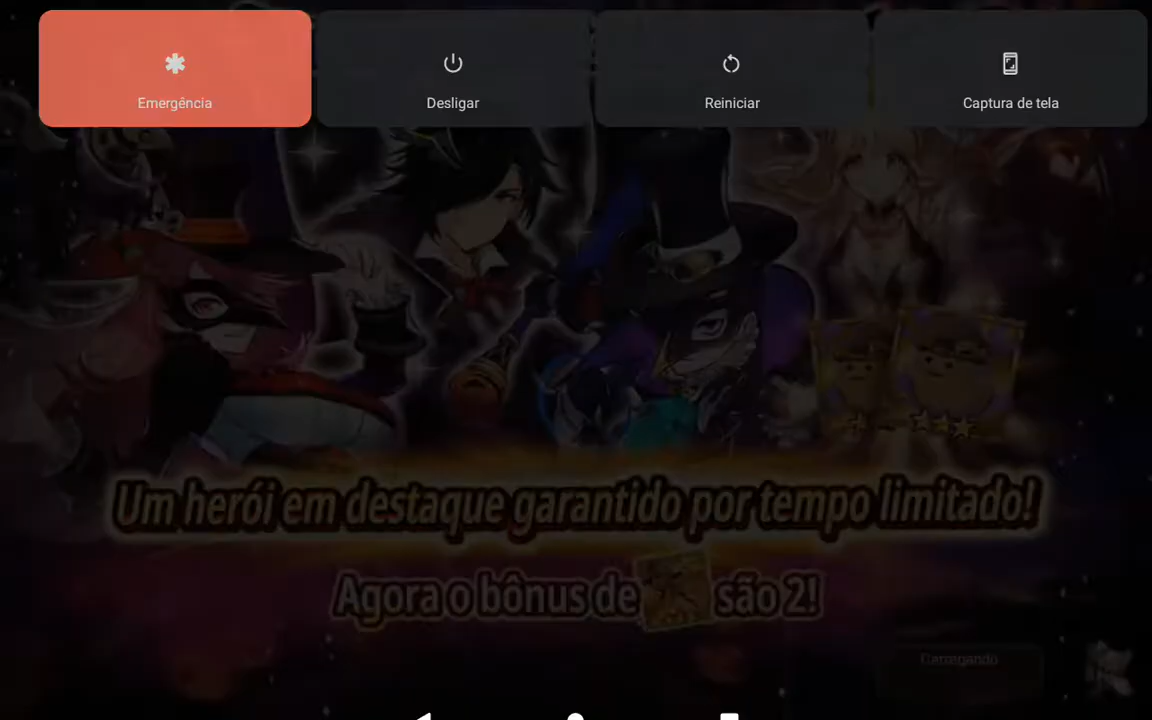 Emergência
Desligar
Reiniciar
Captura de tela
Um herói em destaque garantido por tempo limitado!
Agora o bônus de são 2!
Carregando